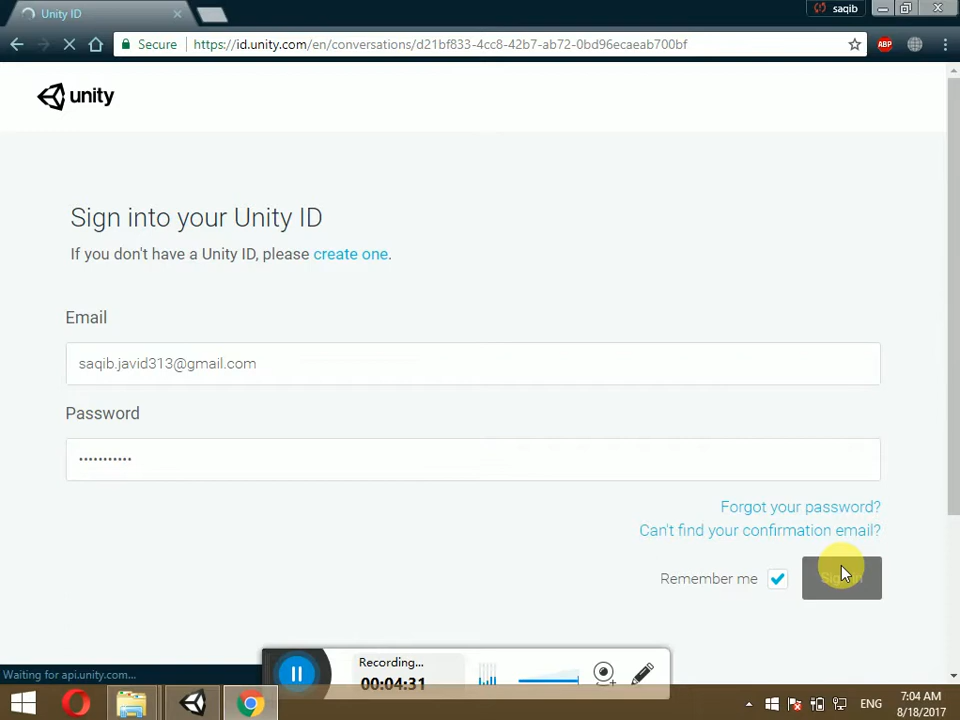 Unity ID
saqib
Secure
https://id.unity.com/en/conversations/d21bf833-4cc8-42b7-ab72-0bd96ecaeab700bf
ABP
unity
Sign into your Unity ID
If you don't have a Unity ID, please create one.
Email
saqib.javid313@gmail.com
Password
Forgot your password?
Can't find your confirmation email?
Remember me
Sign in
Recording...
00:04:31
Waiting for api.unity.com...
ENG
7:04 AM
8/18/2017